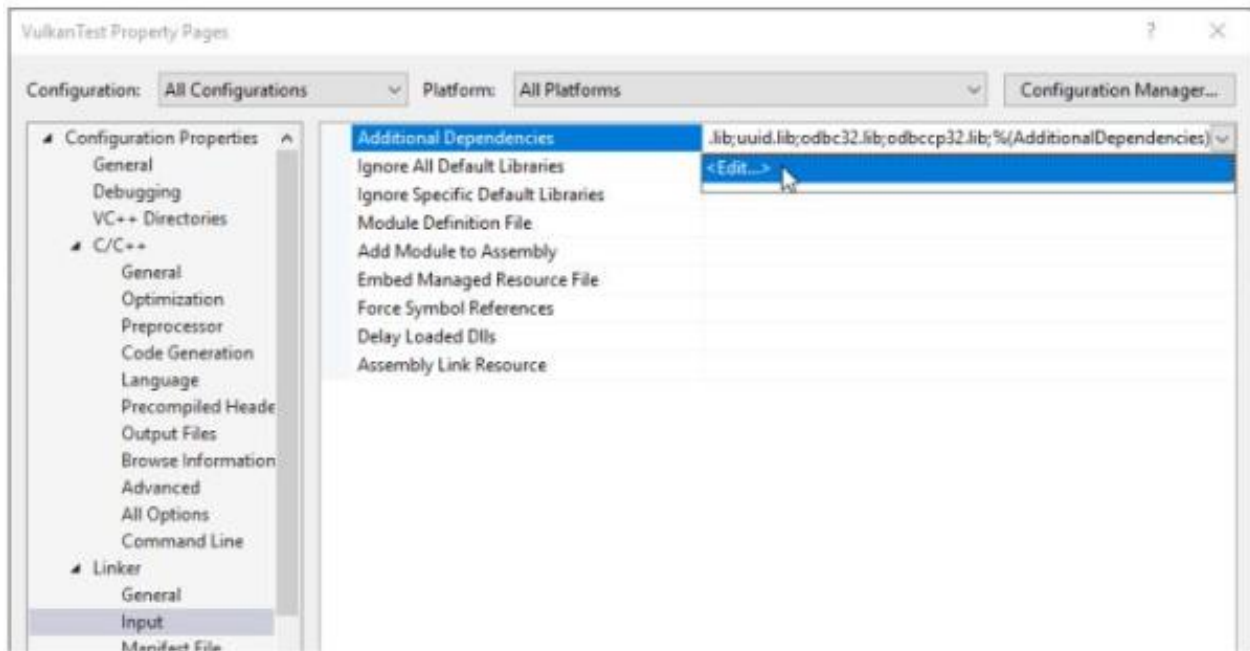 VulkanTest Property Pages ? ×
Configuration: All Configurations Platform: All Platforms Configuration Manager...
Configuration Properties
General
Debugging
VC++ Directories
C/C++
General
Optimization
Preprocessor
Code Generation
Language
Precompiled Heade
Output Files
Browse Information
Advanced
All Options
Command Line
Linker
General
Input
Manifest File
Additional Dependencies .lib;uuid.lib;odbc32.lib;odbccp32.lib;%(AdditionalDependencies)
<Edit...>
Ignore All Default Libraries
Ignore Specific Default Libraries
Module Definition File
Add Module to Assembly
Embed Managed Resource File
Force Symbol References
Delay Loaded Dlls
Assembly Link Resource